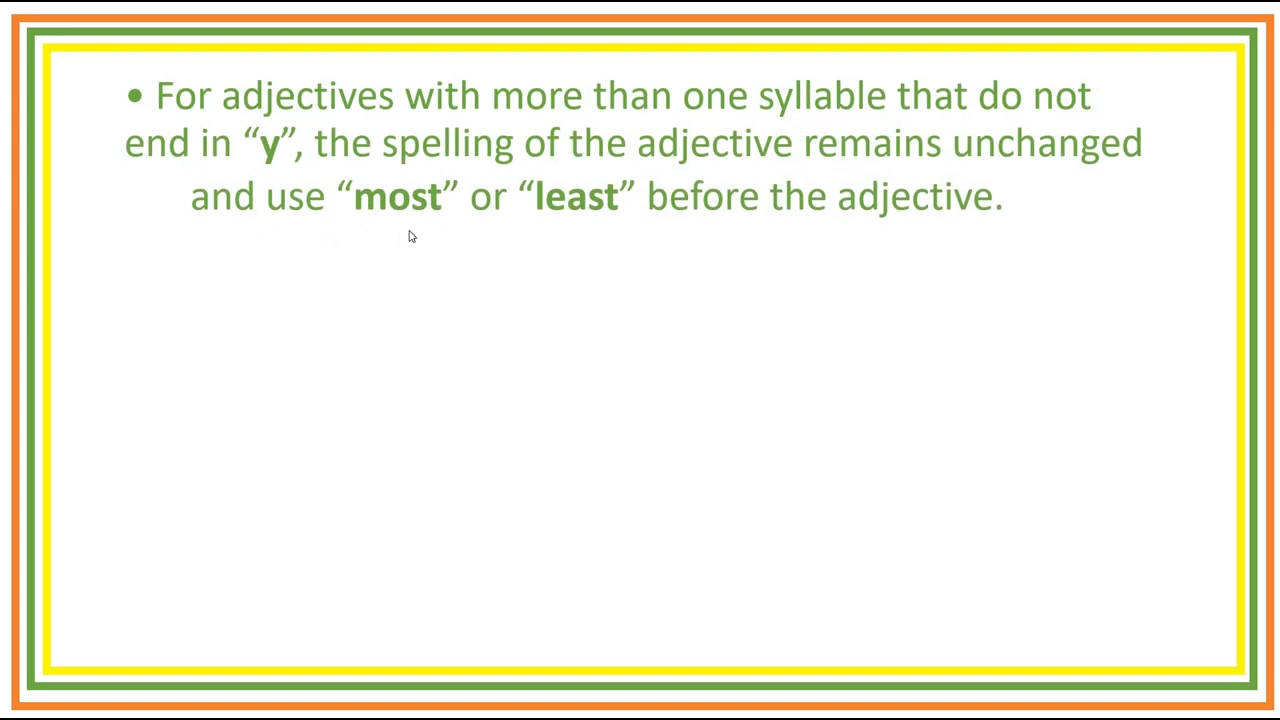 • For adjectives with more than one syllable that do not
end in “y”, the spelling of the adjective remains unchanged
and use “most” or “least” before the adjective.